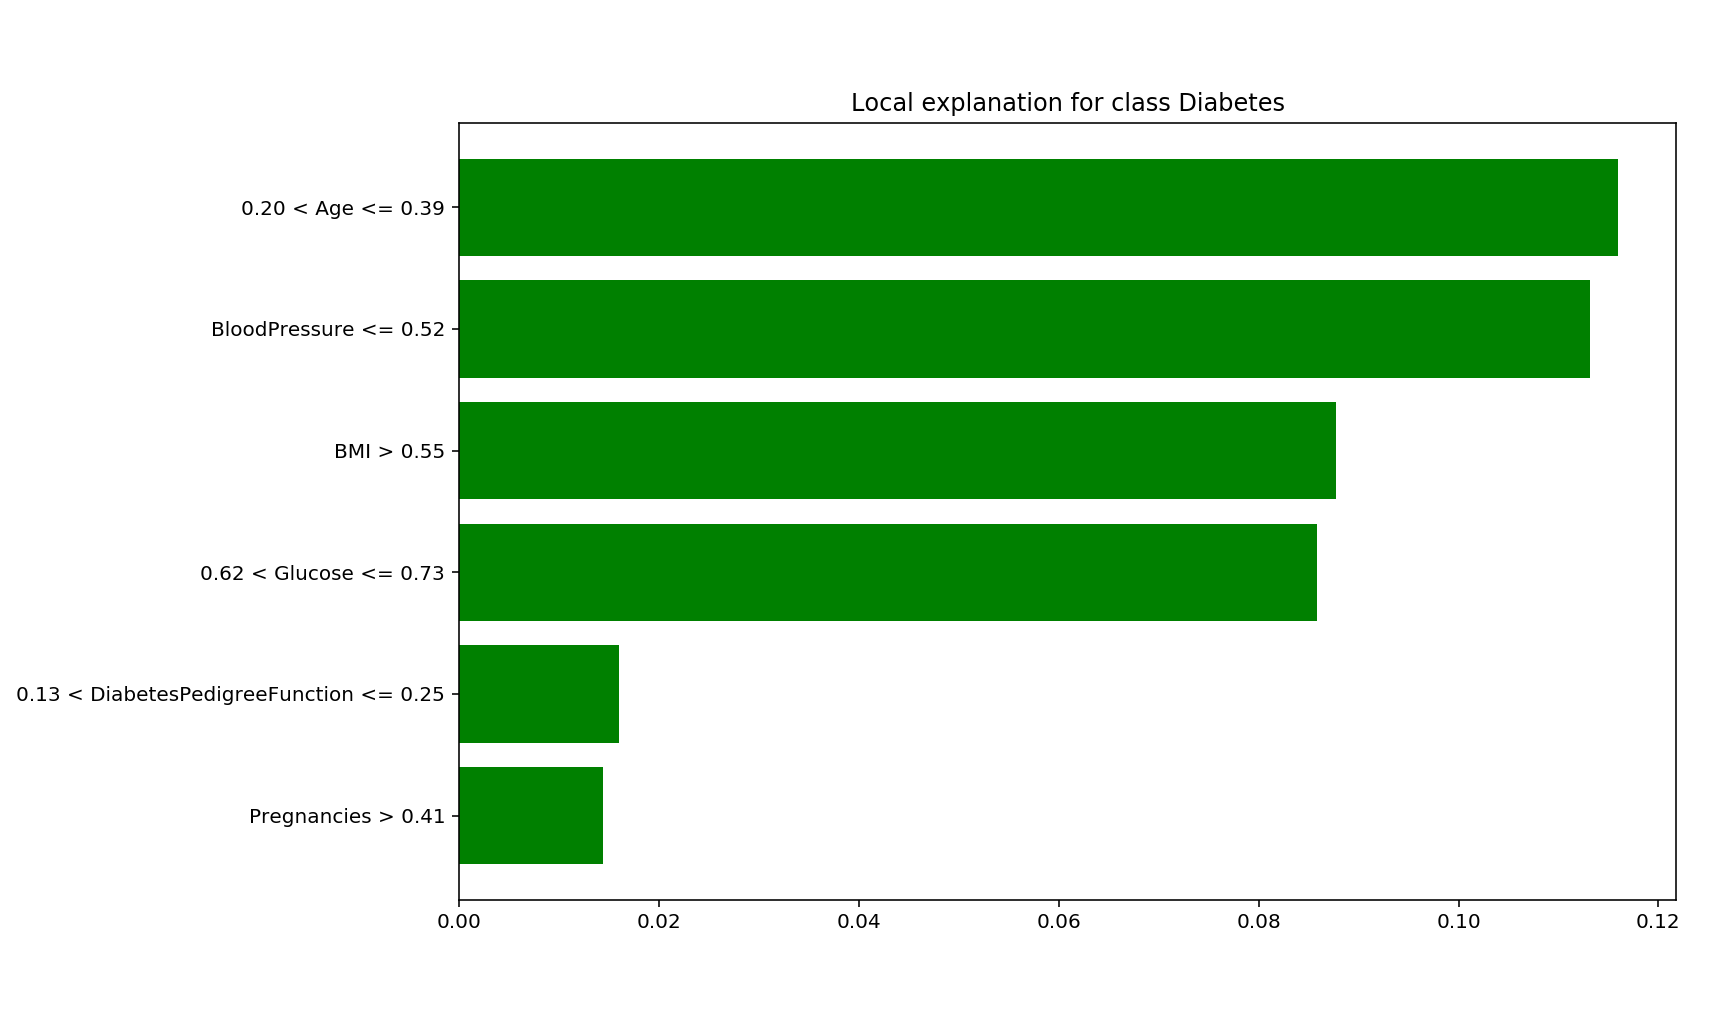 Local explanation for class Diabetes
0.20 < Age <= 0.39
BloodPressure <= 0.52
BMI > 0.55
0.62 < Glucose <= 0.73
0.13 < DiabetesPedigreeFunction <= 0.25
Pregnancies > 0.41
0.00 0.02 0.04 0.06 0.08 0.10 0.12